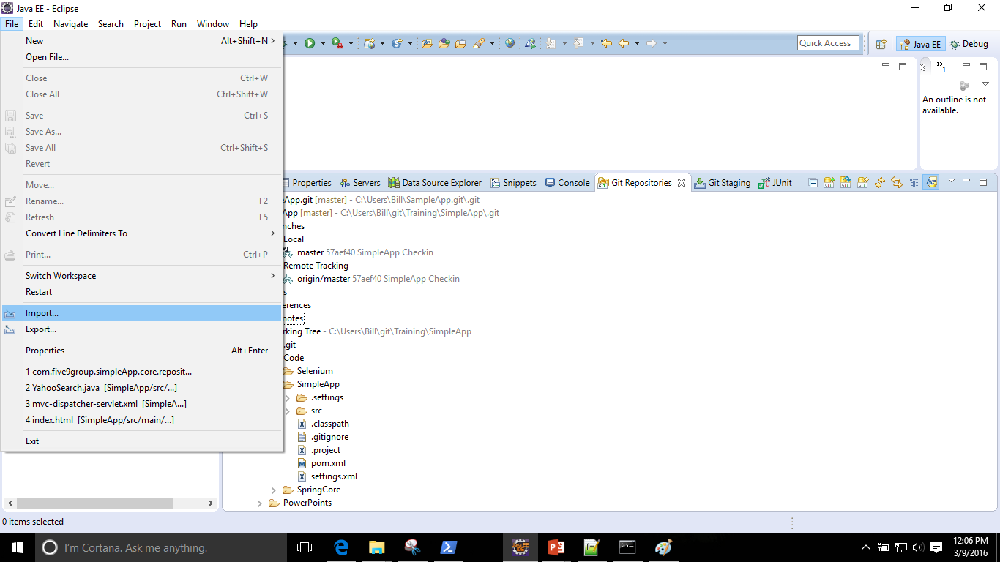 Java EE - Eclipse
File Edit Navigate Search Project Run Window Help
New Alt+Shift+N
Open File...
Close Ctrl+W
Close All Ctrl+Shift+W
Save Ctrl+S
Save As...
Save All Ctrl+Shift+S
Revert
Move...
Rename... F2
Refresh F5
Convert Line Delimiters To
Print... Ctrl+P
Switch Workspace
Restart
Import...
Export...
Properties Alt+Enter
1 com.five9group.simpleApp.core.reposit...
2 YahooSearch.java [SimpleApp/src/...]
3 mvc-dispatcher-servlet.xml [SimpleA...]
4 index.html [SimpleApp/src/main/...]
Exit
Quick Access Java EE Debug
1
An outline is not
available.
Properties Servers Data Source Explorer Snippets Console Git Repositories Git Staging JUnit
App.git [master] - C:\Users\Bill\SampleApp.git\.git
App [master] - C:\Users\Bill\git\Training\SimpleApp\.git
nches
Local
master 57aef40 SimpleApp Checkin
Remote Tracking
origin/master 57aef40 SimpleApp Checkin
s
erences
notes
rking Tree - C:\Users\Bill\git\Training\SimpleApp
.git
Code
Selenium
SimpleApp
.settings
src
.classpath
.gitignore
.project
pom.xml
settings.xml
SpringCore
PowerPoints
0 items selected
I'm Cortana. Ask me anything.
12:06 PM
3/9/2016